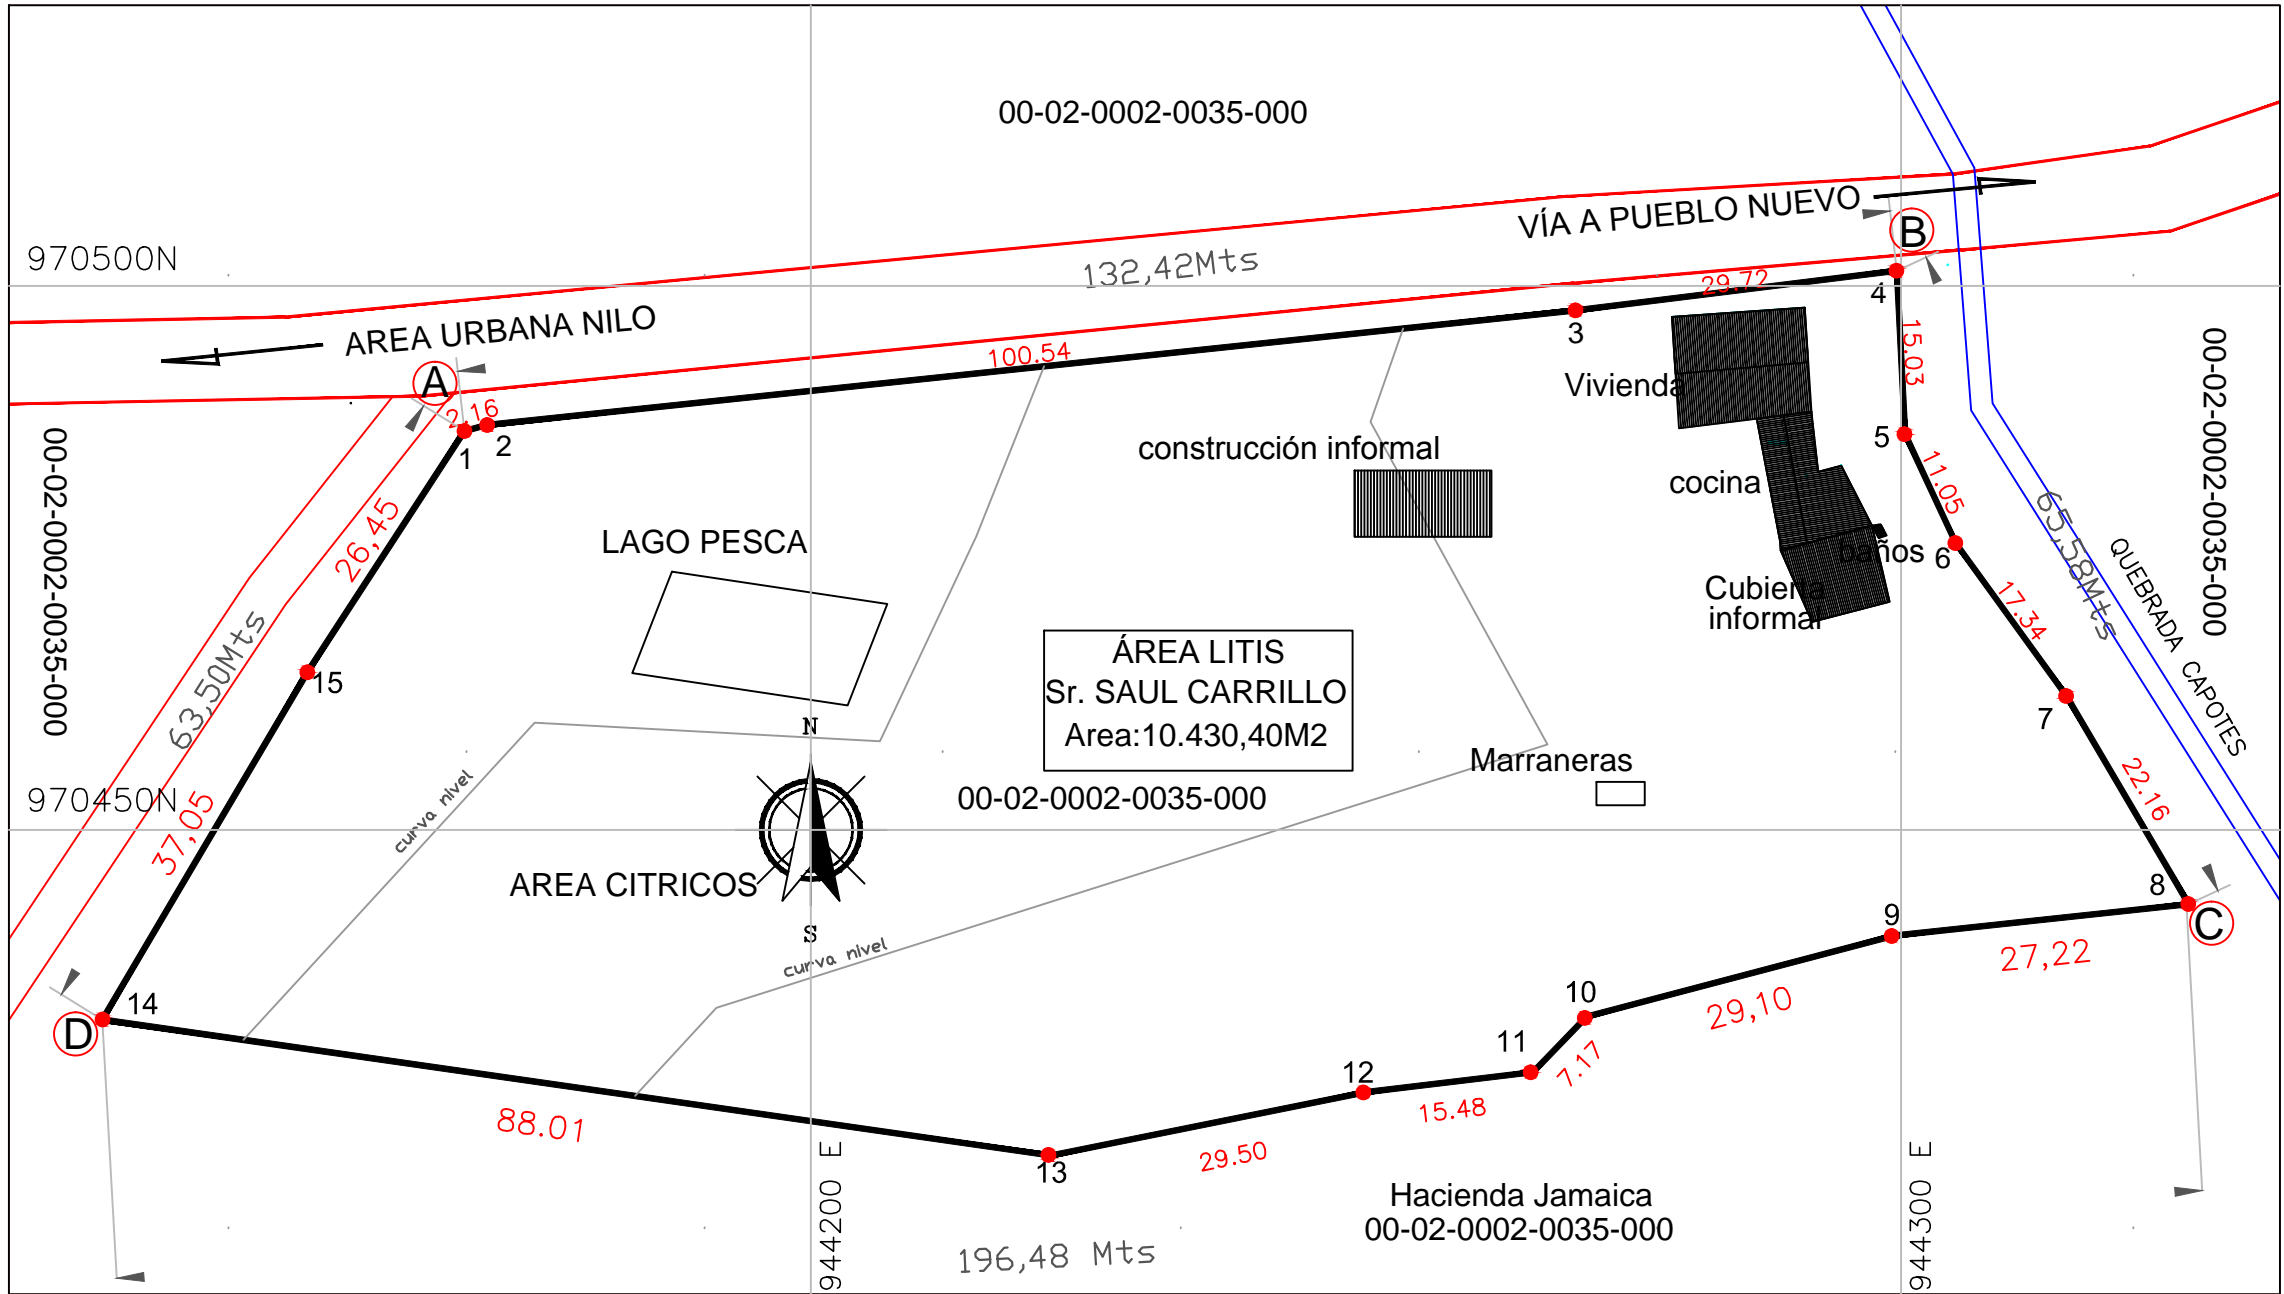 00-02-0002-0035-000
VÍA A PUEBLO NUEVO
B
970500N
132,42Mts
29.72
4
AREA URBANA NILO
3
100.54
15.03
A
2.16
1
2
Vivienda
00-02-0002-0035-000
00-02-0002-0035-000
construcción informal
5
11.05
cocina
26,45
LAGO PESCA
baños
6
65,58Mts
QUEBRADA CAPOTES
Cubierta
informal
17.34
63,50Mts
15
ÁREA LITIS
Sr. SAUL CARRILLO
Area:10.430,40M2
7
N
Marraneras
22.16
970450N
00-02-0002-0035-000
37,05
curva nivel
AREA CITRICOS
8
C
9
S
curva nivel
27,22
14
D
10
29,10
11
7.17
12
15.48
88.01
13
29.50
944200 E
944300 E
Hacienda Jamaica
00-02-0002-0035-000
196,48 Mts